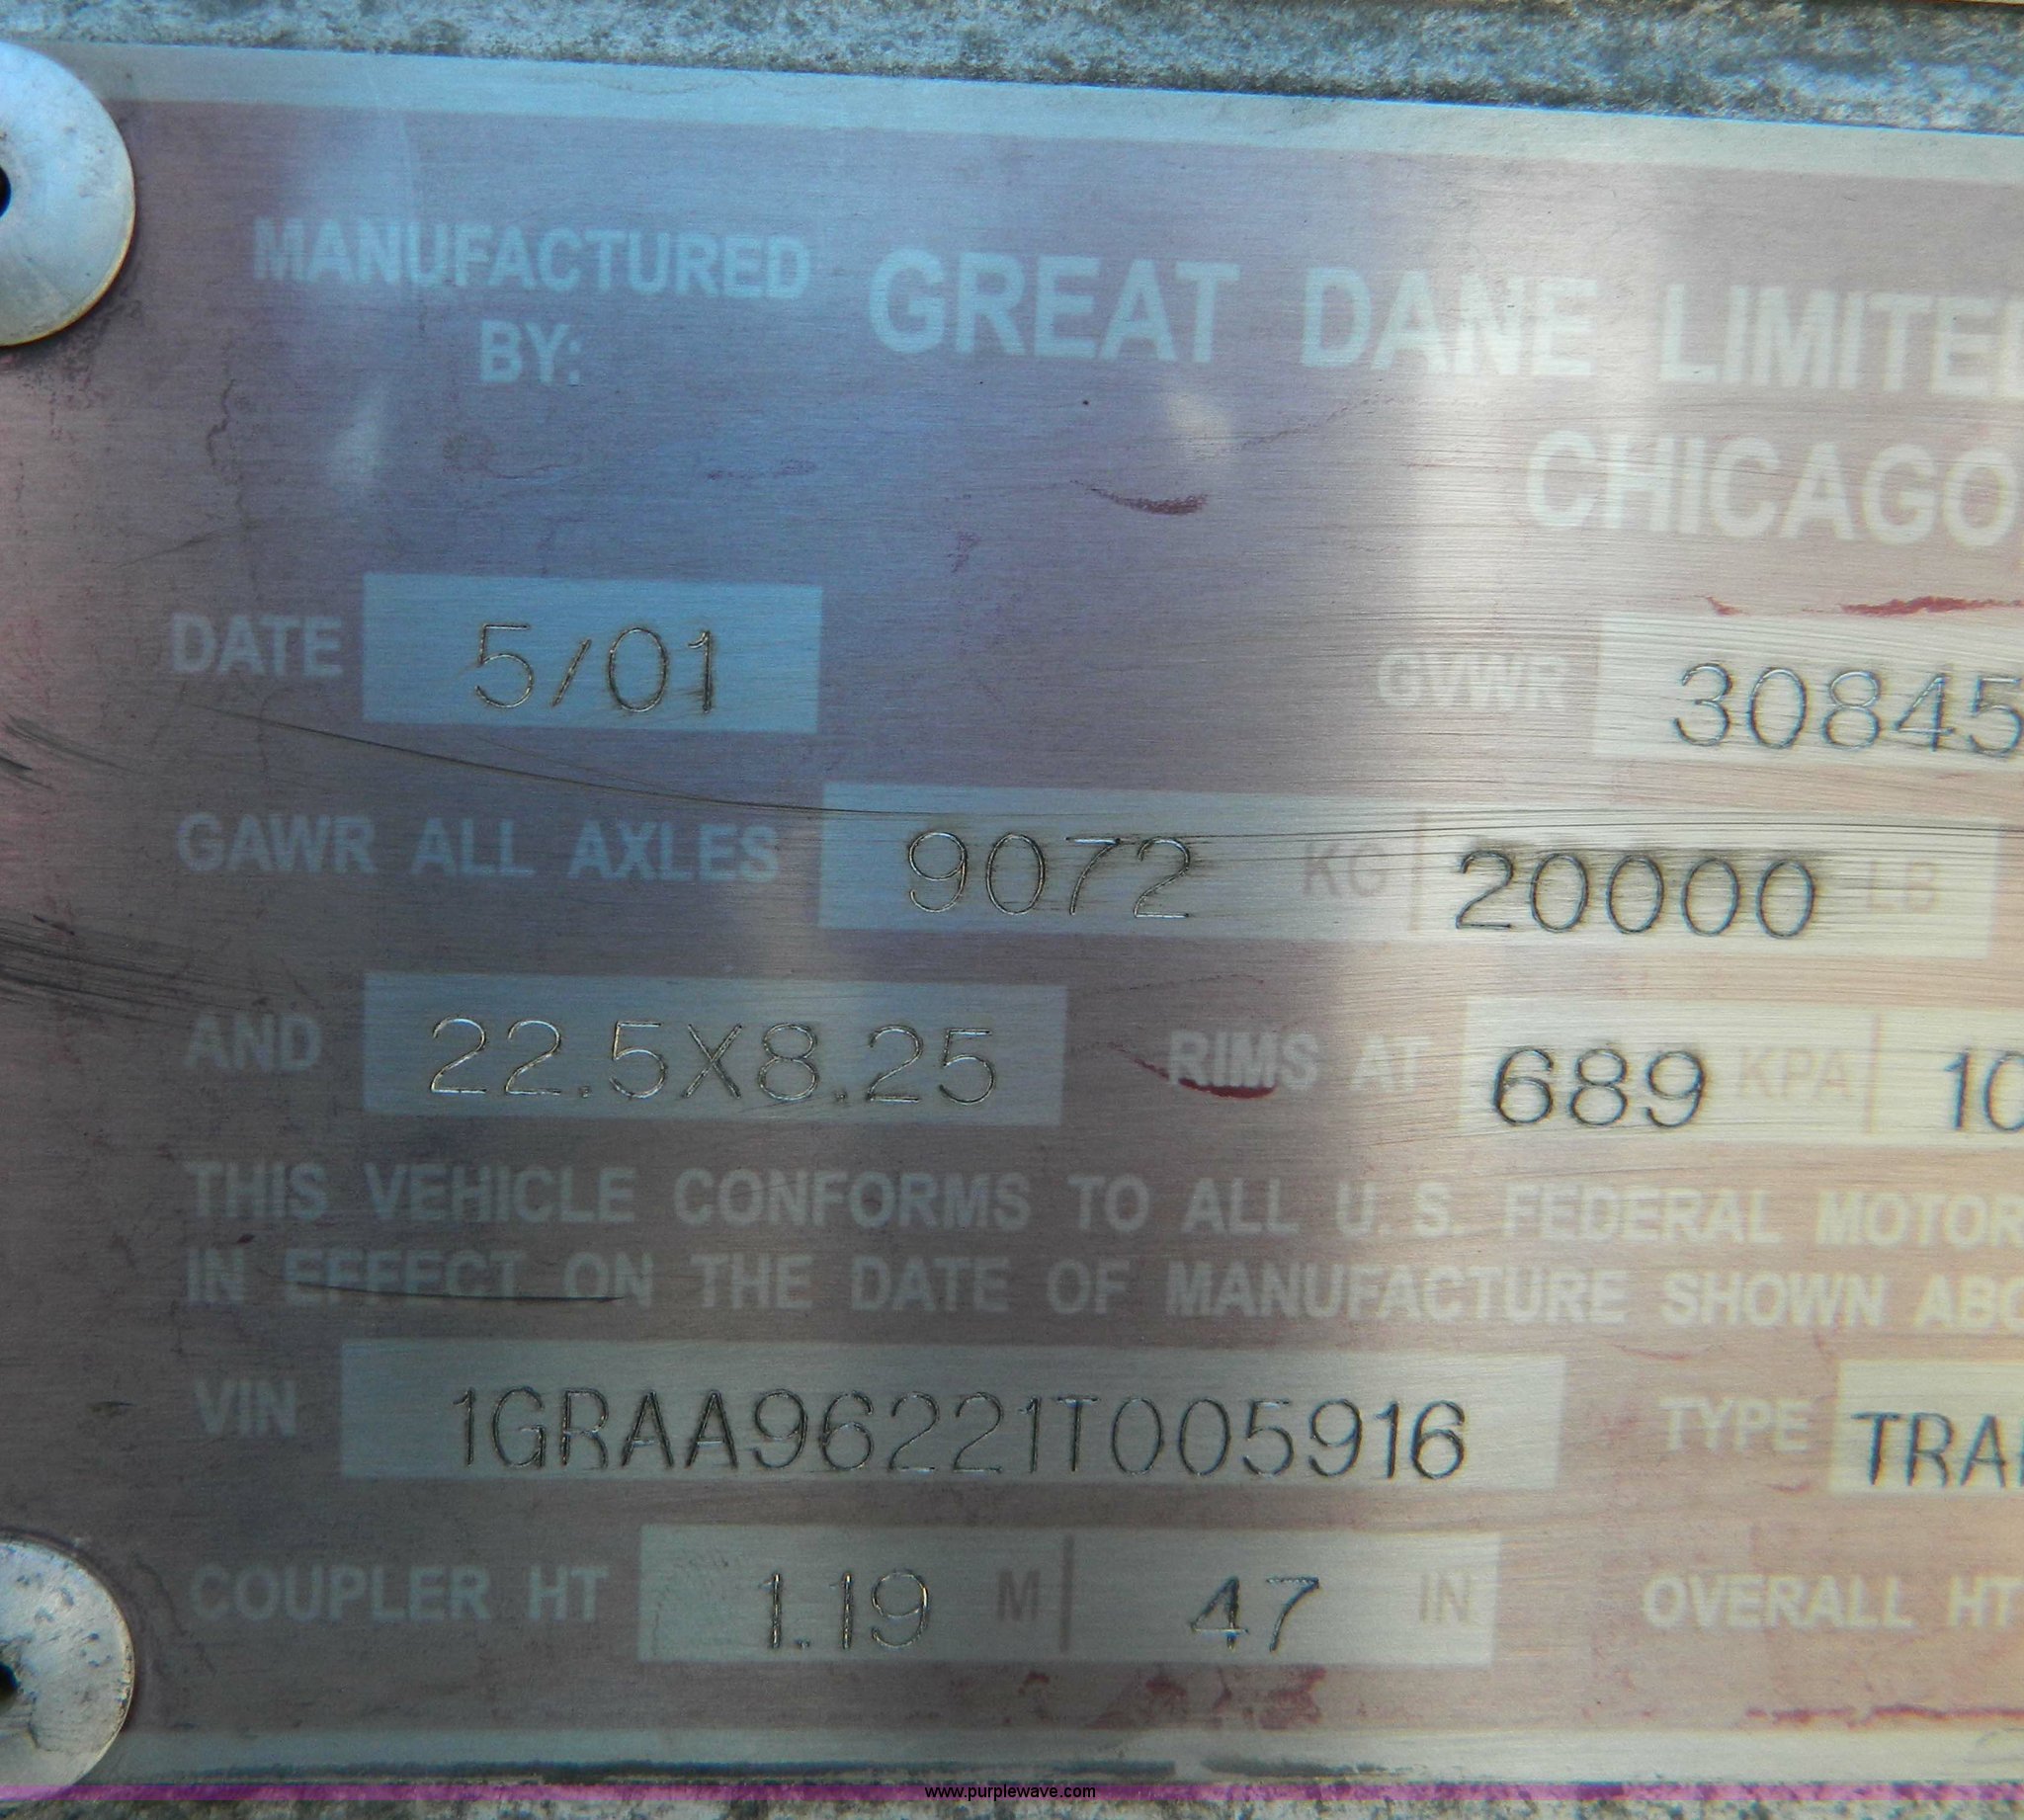 MANUFACTURED BY: GREAT DANE LIMITED
CHICAGO
DATE 5/01 GVWR 30845
GAWR ALL AXLES 9072 KG 20000 LB
AND 22.5X8.25 RIMS AT 689 KPA 10
THIS VEHICLE CONFORMS TO ALL U.S. FEDERAL MOTOR
IN EFFECT ON THE DATE OF MANUFACTURE SHOWN ABO
VIN 1GRAA96221T005916 TYPE TRAI
COUPLER HT 1.19 M 47 IN OVERALL HT
www.purplewave.com